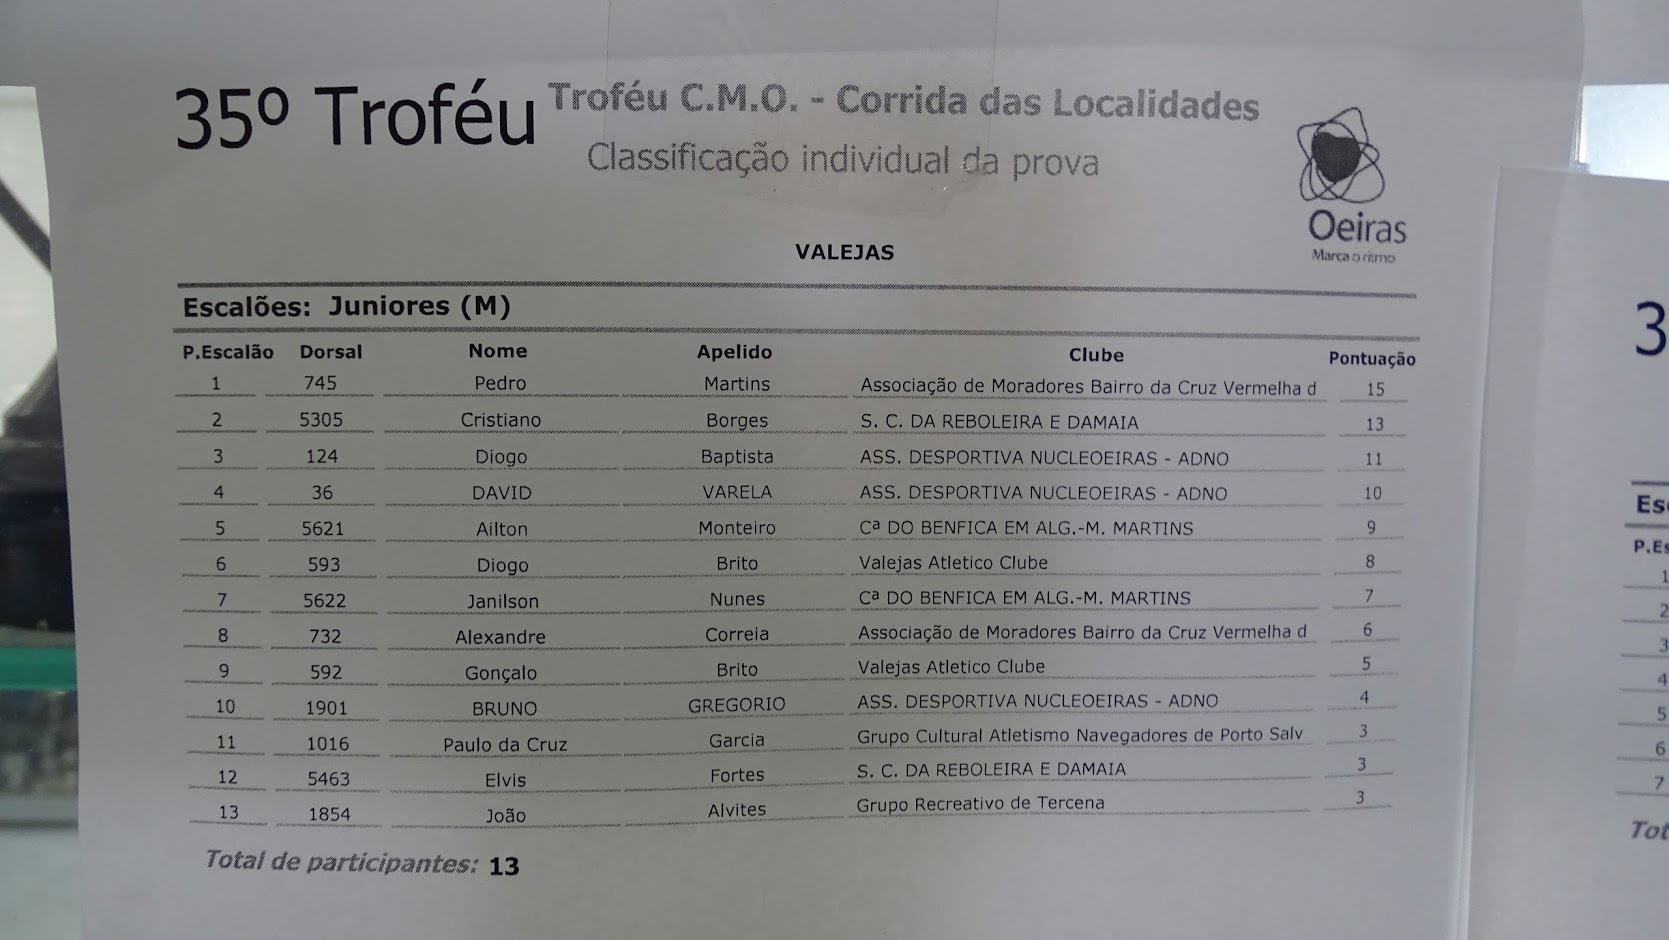 35º Troféu Troféu C.M.O. - Corrida das Localidades
Classificação individual da prova
Oeiras
Marca o ritmo
VALEJAS
Escalões: Juniores (M)
P.Escalão Dorsal Nome Apelido Clube Pontuação
1 745 Pedro Martins Associação de Moradores Bairro da Cruz Vermelha d 15
2 5305 Cristiano Borges S. C. DA REBOLEIRA E DAMAIA 13
3 124 Diogo Baptista ASS. DESPORTIVA NUCLEOEIRAS - ADNO 11
4 36 DAVID VARELA ASS. DESPORTIVA NUCLEOEIRAS - ADNO 10
5 5621 Ailton Monteiro Cª DO BENFICA EM ALG.-M. MARTINS 9
6 593 Diogo Brito Valejas Atletico Clube 8
7 5622 Janilson Nunes Cª DO BENFICA EM ALG.-M. MARTINS 7
8 732 Alexandre Correia Associação de Moradores Bairro da Cruz Vermelha d 6
9 592 Gonçalo Brito Valejas Atletico Clube 5
10 1901 BRUNO GREGORIO ASS. DESPORTIVA NUCLEOEIRAS - ADNO 4
11 1016 Paulo da Cruz Garcia Grupo Cultural Atletismo Navegadores de Porto Salv 3
12 5463 Elvis Fortes S. C. DA REBOLEIRA E DAMAIA 3
13 1854 João Alvites Grupo Recreativo de Tercena 3
Total de participantes: 13
3
Esc
P.Es
1
2
3
4
5
6
7
Tot